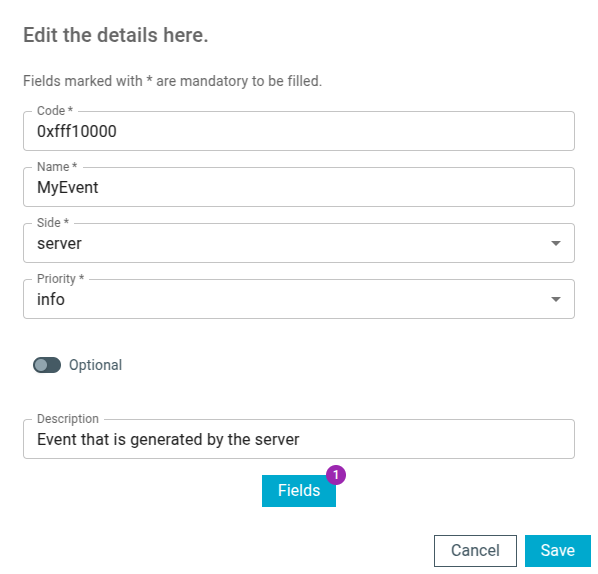 Edit the details here.
Fields marked with * are mandatory to be filled.
Code *
0xfff10000
Name *
MyEvent
Side *
server
Priority *
info
Optional
Description
Event that is generated by the server
1
Fields
Cancel Save